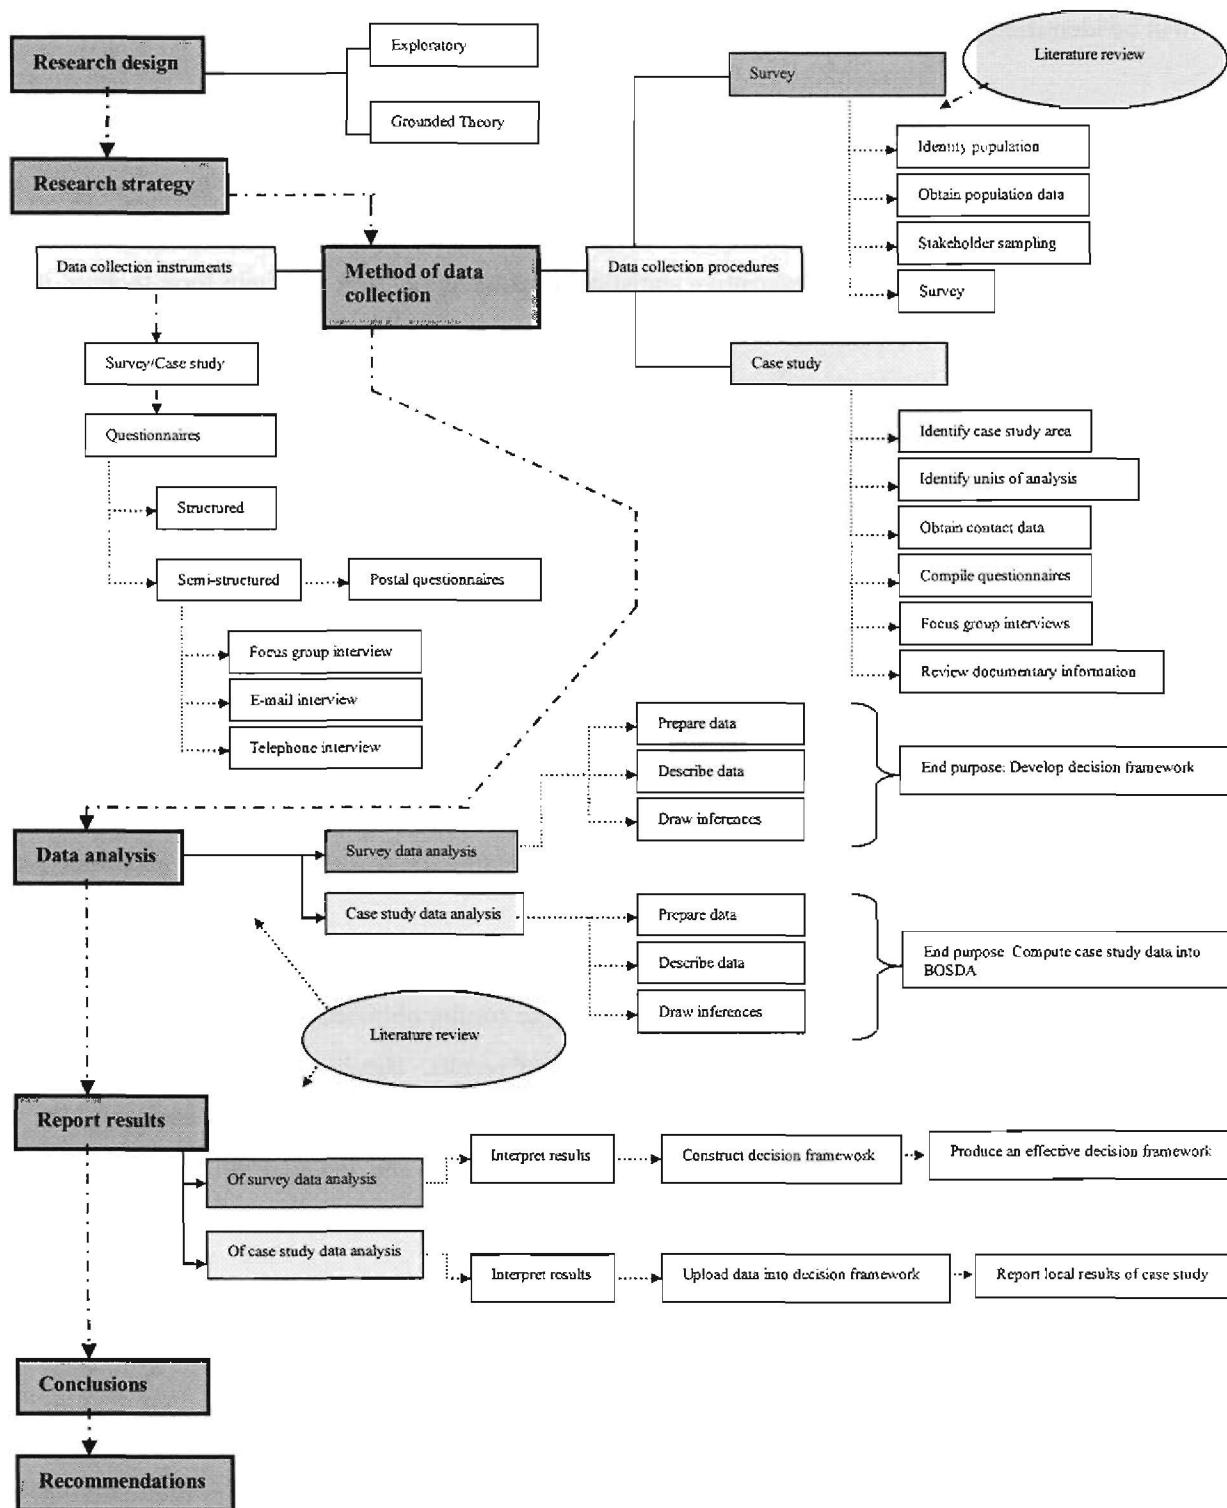 Research design
Exploratory
Grounded Theory
Survey
Literature review
Identify population
Obtain population data
Stakeholder sampling
Survey
Research strategy
Data collection instruments
Method of data
collection
Data collection procedures
Survey/Case study
Questionnaires
Structured
Semi-structured
Postal questionnaires
Focus group interview
E-mail interview
Telephone interview
Case study
Identify case study area
Identify units of analysis
Obtain contact data
Compile questionnaires
Focus group interviews
Review documentary information
Data analysis
Survey data analysis
Prepare data
Describe data
Draw inferences
End purpose: Develop decision framework
Case study data analysis
Prepare data
Describe data
Draw inferences
End purpose: Compute case study data into
BOSDA
Literature review
Report results
Of survey data analysis
Interpret results
Construct decision framework
Produce an effective decision framework
Of case study data analysis
Interpret results
Upload data into decision framework
Report local results of case study
Conclusions
Recommendations